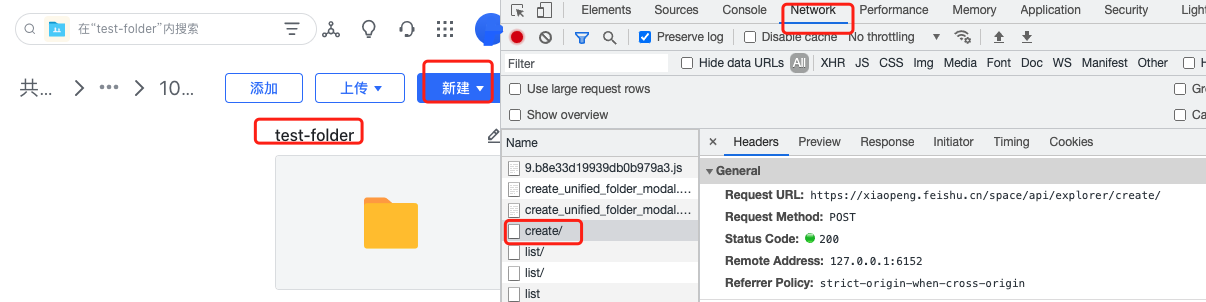 在“test-folder”内搜索
共...
•••
10...
添加
上传
新建
test-folder
Elements Sources Console Network Performance Memory Application Security Light
Preserve log Disable cache No throttling
Filter Hide data URLs All XHR JS CSS Img Media Font Doc WS Manifest Other H
Use large request rows Gro
Show overview Ca
Name
9.b8e33d19939db0b979a3.js
create_unified_folder_modal....
create_unified_folder_modal....
create/
list/
list/
list
× Headers Preview Response Initiator Timing Cookies
General
Request URL: https://xiaopeng.feishu.cn/space/api/explorer/create/
Request Method: POST
Status Code: 200
Remote Address: 127.0.0.1:6152
Referrer Policy: strict-origin-when-cross-origin